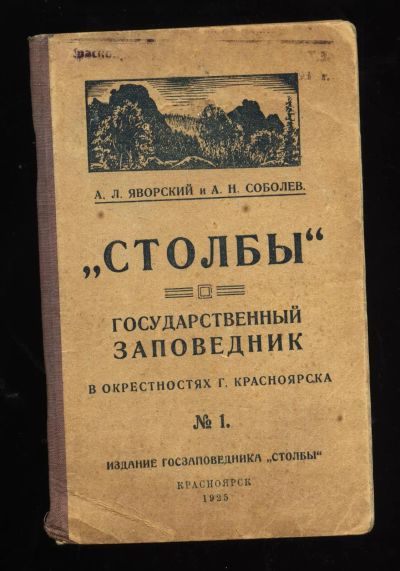 А. Л. ЯВОРСКИЙ и А. Н. СОБОЛЕВ.
„СТОЛБЫ“
ГОСУДАРСТВЕННЫЙ
ЗАПОВЕДНИК
В ОКРЕСТНОСТЯХ Г. КРАСНОЯРСКА
№ 1.
ИЗДАНИЕ ГОСЗАПОВЕДНИКА „СТОЛБЫ“
КРАСНОЯРСК
1925